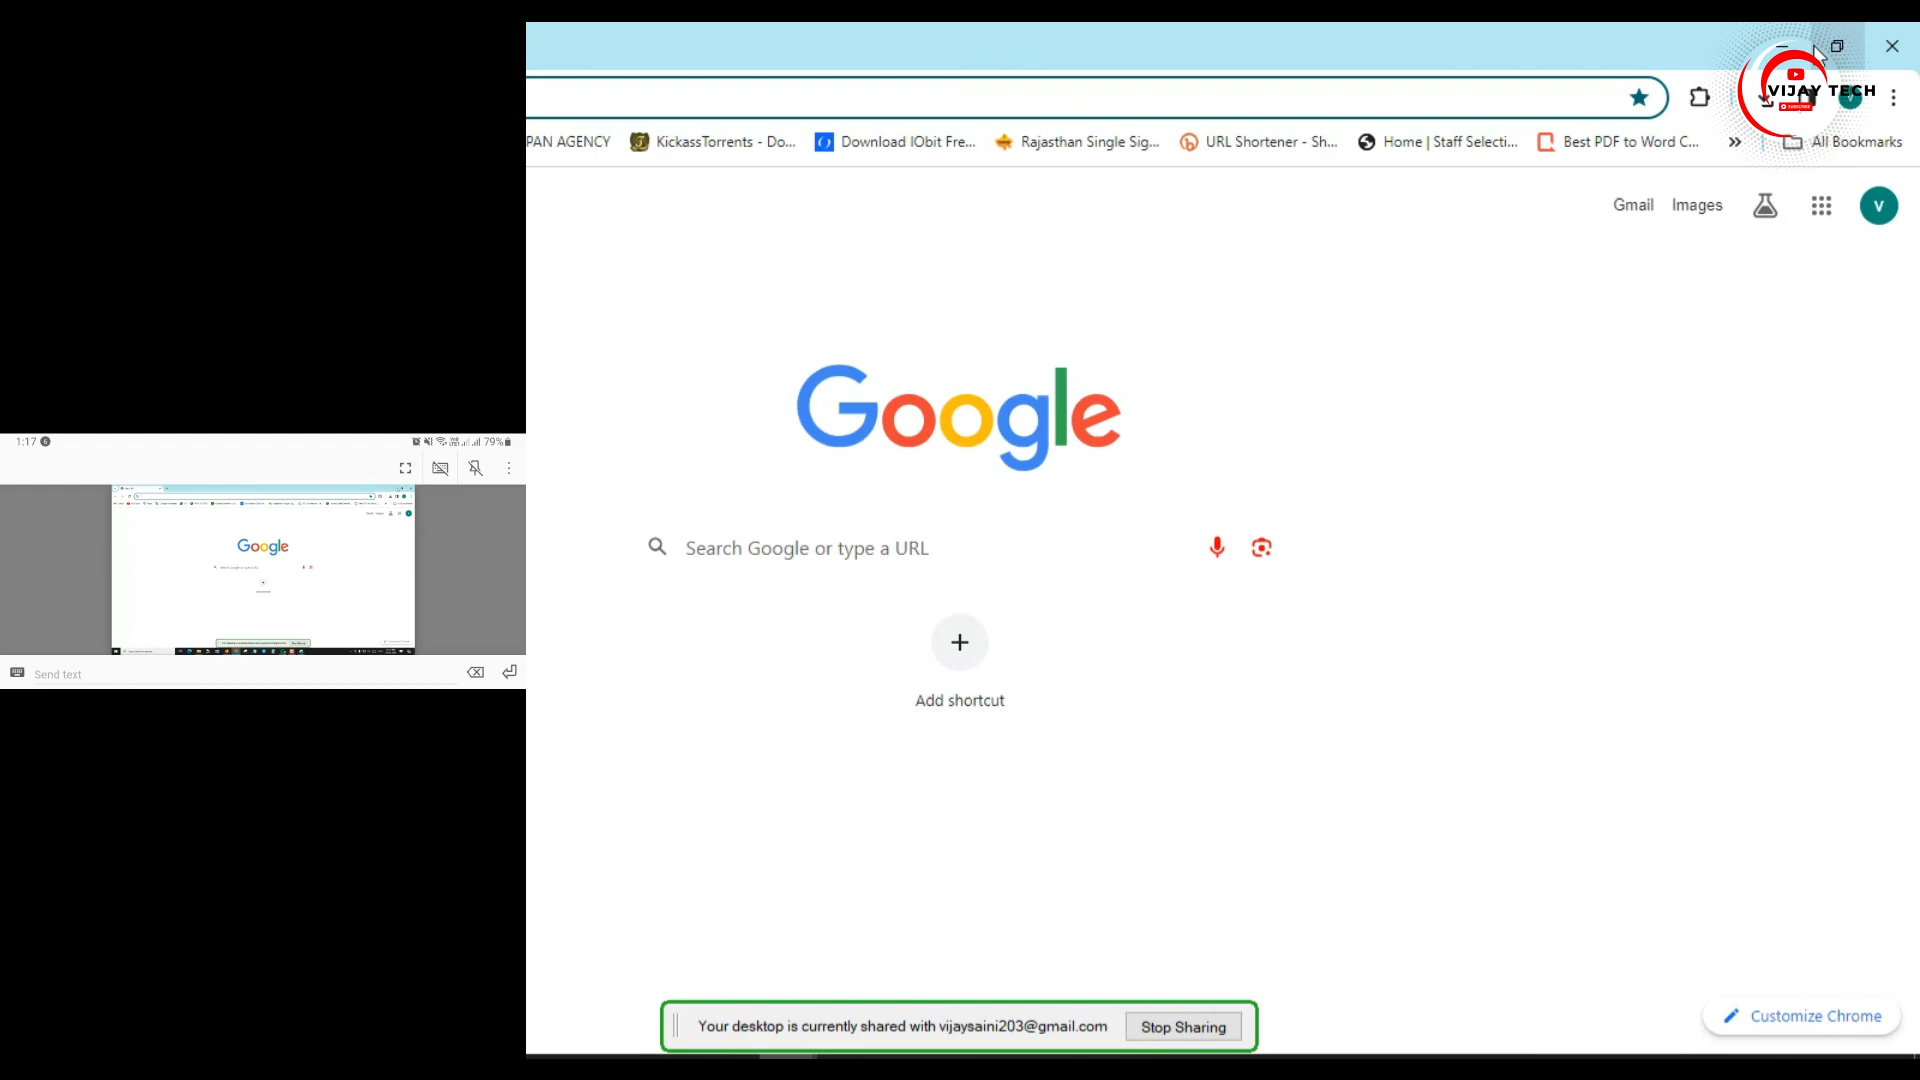 VIJAY TECH
SUBSCRIBE
PAN AGENCY
KickassTorrents - Do...
Download IObit Fre...
Rajasthan Single Sig...
URL Shortener - Sh...
Home | Staff Selecti...
Best PDF to Word C...
All Bookmarks
Gmail
Images
V
Google
Search Google or type a URL
Add shortcut
1:17
79%
Google
Send text
Your desktop is currently shared with vijaysaini203@gmail.com
Stop Sharing
Customize Chrome